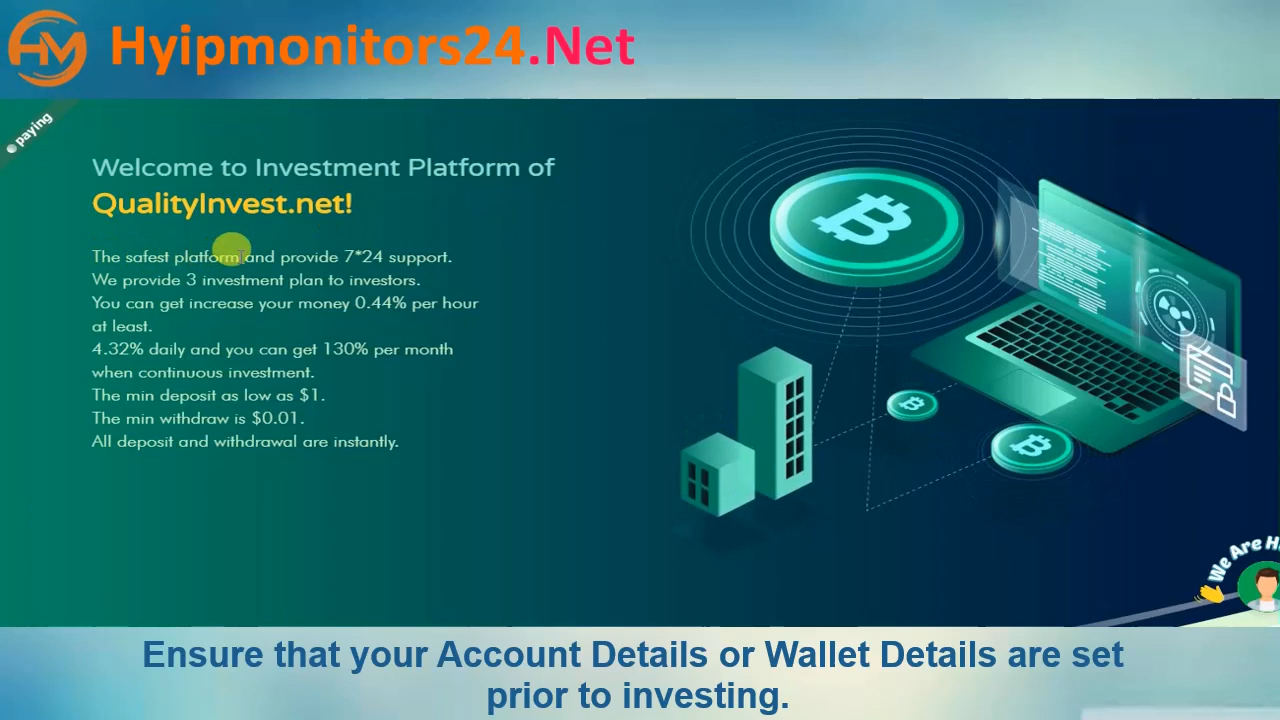 HM
Hyipmonitors24.Net
paying
Welcome to Investment Platform of
QualityInvest.net!
The safest platform and provide 7*24 support.
We provide 3 investment plan to investors.
You can get increase your money 0.44% per hour
at least.
4.32% daily and you can get 130% per month
when continuous investment.
The min deposit as low as $1.
The min withdraw is $0.01.
All deposit and withdrawal are instantly.
We Are H
Ensure that your Account Details or Wallet Details are set
prior to investing.